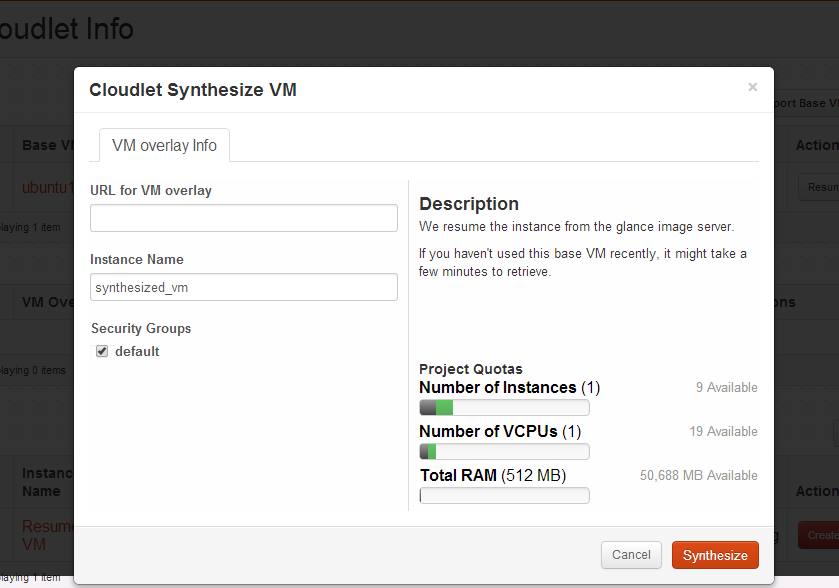 oudlet Info
Cloudlet Synthesize VM
×
port Base VM
VM overlay Info
Base VM
Action
URL for VM overlay
ubuntu1
Description
Resum
We resume the instance from the glance image server.
laying 1 item
If you haven't used this base VM recently, it might take a
few minutes to retrieve.
Instance Name
synthesized_vm
VM Ove
ons
Security Groups
default
laying 0 items
Project Quotas
Number of Instances (1)
9 Available
Number of VCPUs (1)
19 Available
Total RAM (512 MB)
50,688 MB Available
Instanc
Name
Action
Resume
VM
g
Create
Cancel
Synthesize
laying 1 item